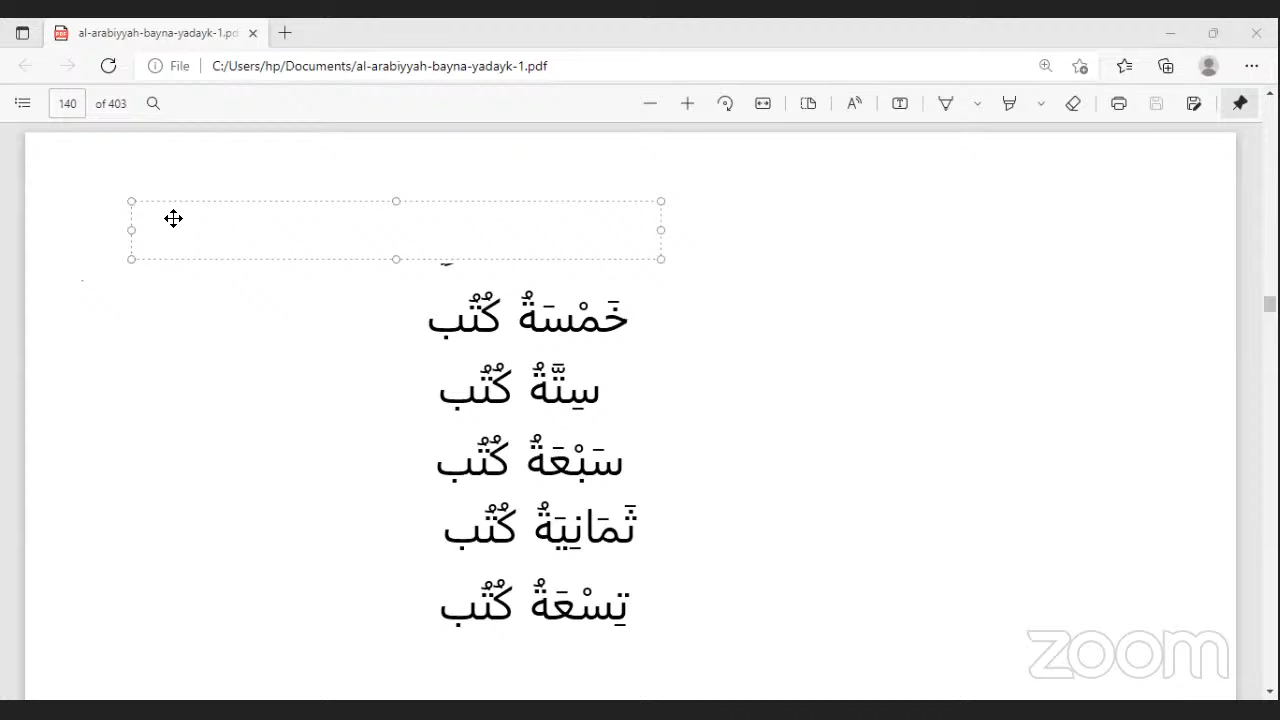 al-arabiyyah-bayna-yadayk-1.pd
File C:/Users/hp/Documents/al-arabiyyah-bayna-yadayk-1.pdf
140 of 403
خَمْسَةُ كُتُب
سِتَّةُ كُتُب
سَبْعَةُ كُتُب
ثَمَانِيَةُ كُتُب
تِسْعَةُ كُتُب
zoom